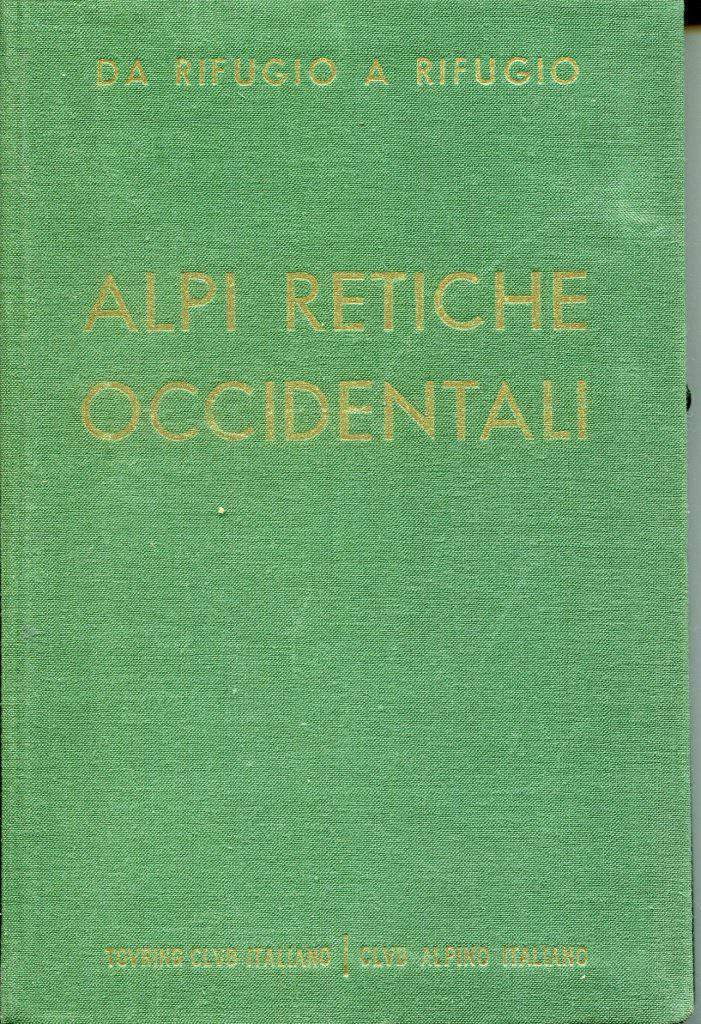 DA RIFUGIO A RIFUGIO
ALPI RETICHE
OCCIDENTALI
TOVRING CLVB ITALIANO | CLVB ALPINO ITALIANO